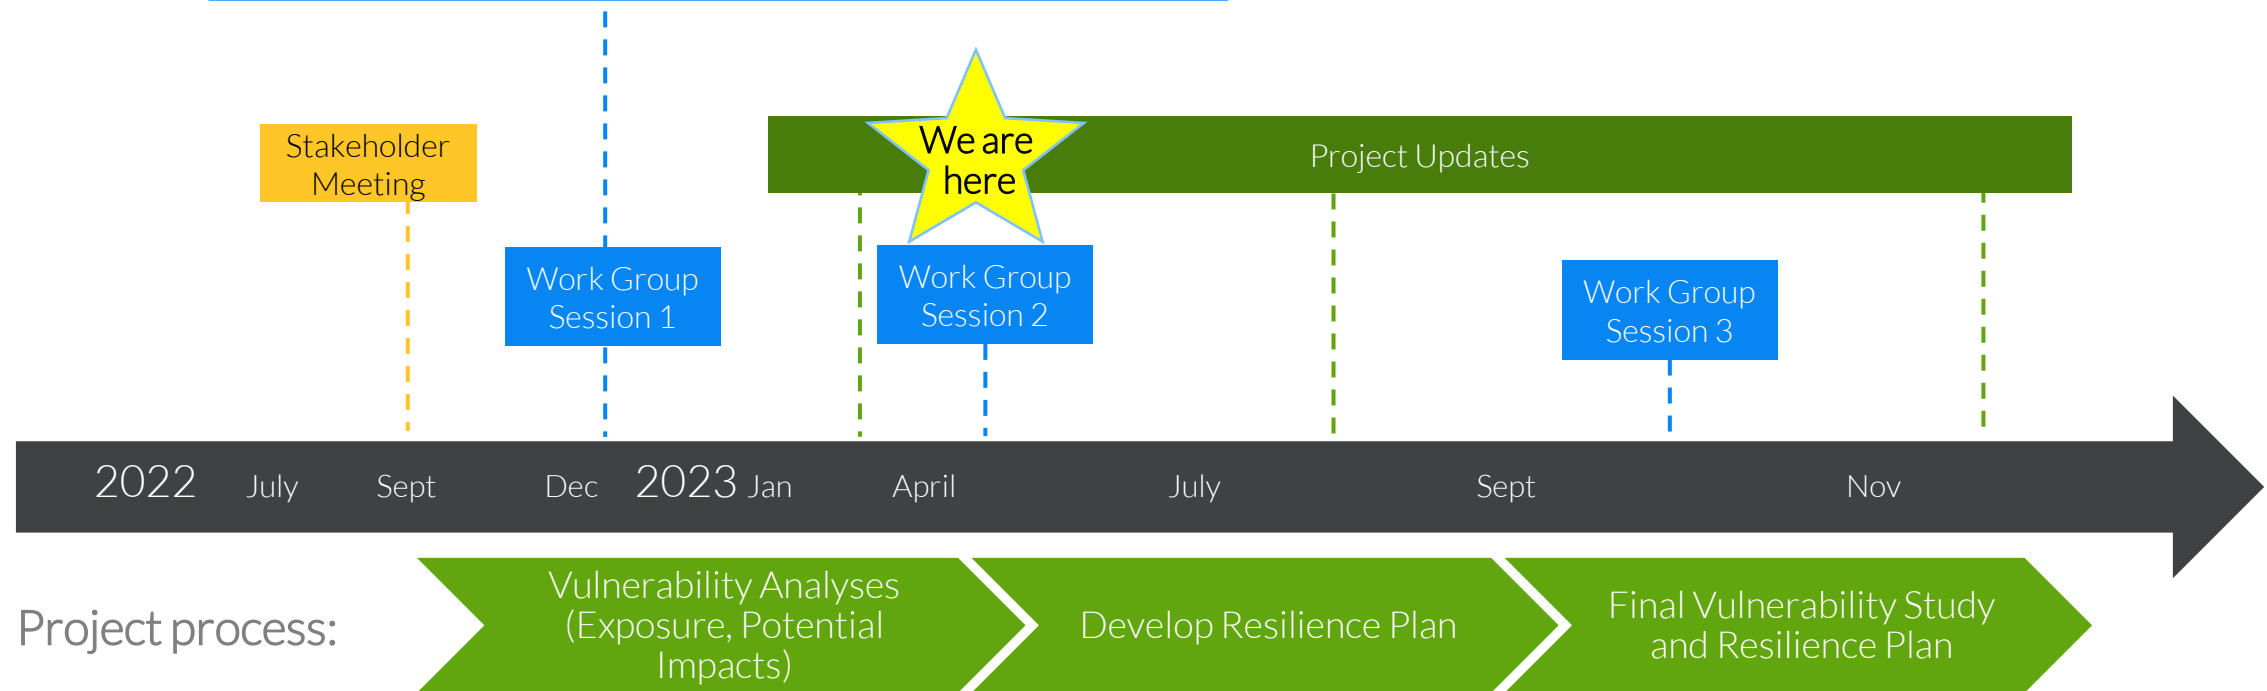 We are
here
Stakeholder
Meeting
Project Updates
Work Group
Session 1
Work Group
Session 2
Work Group
Session 3
2022 July Sept Dec 2023 Jan April July Sept Nov
Project process:
Vulnerability Analyses
(Exposure, Potential
Impacts)
Develop Resilience Plan
Final Vulnerability Study
and Resilience Plan